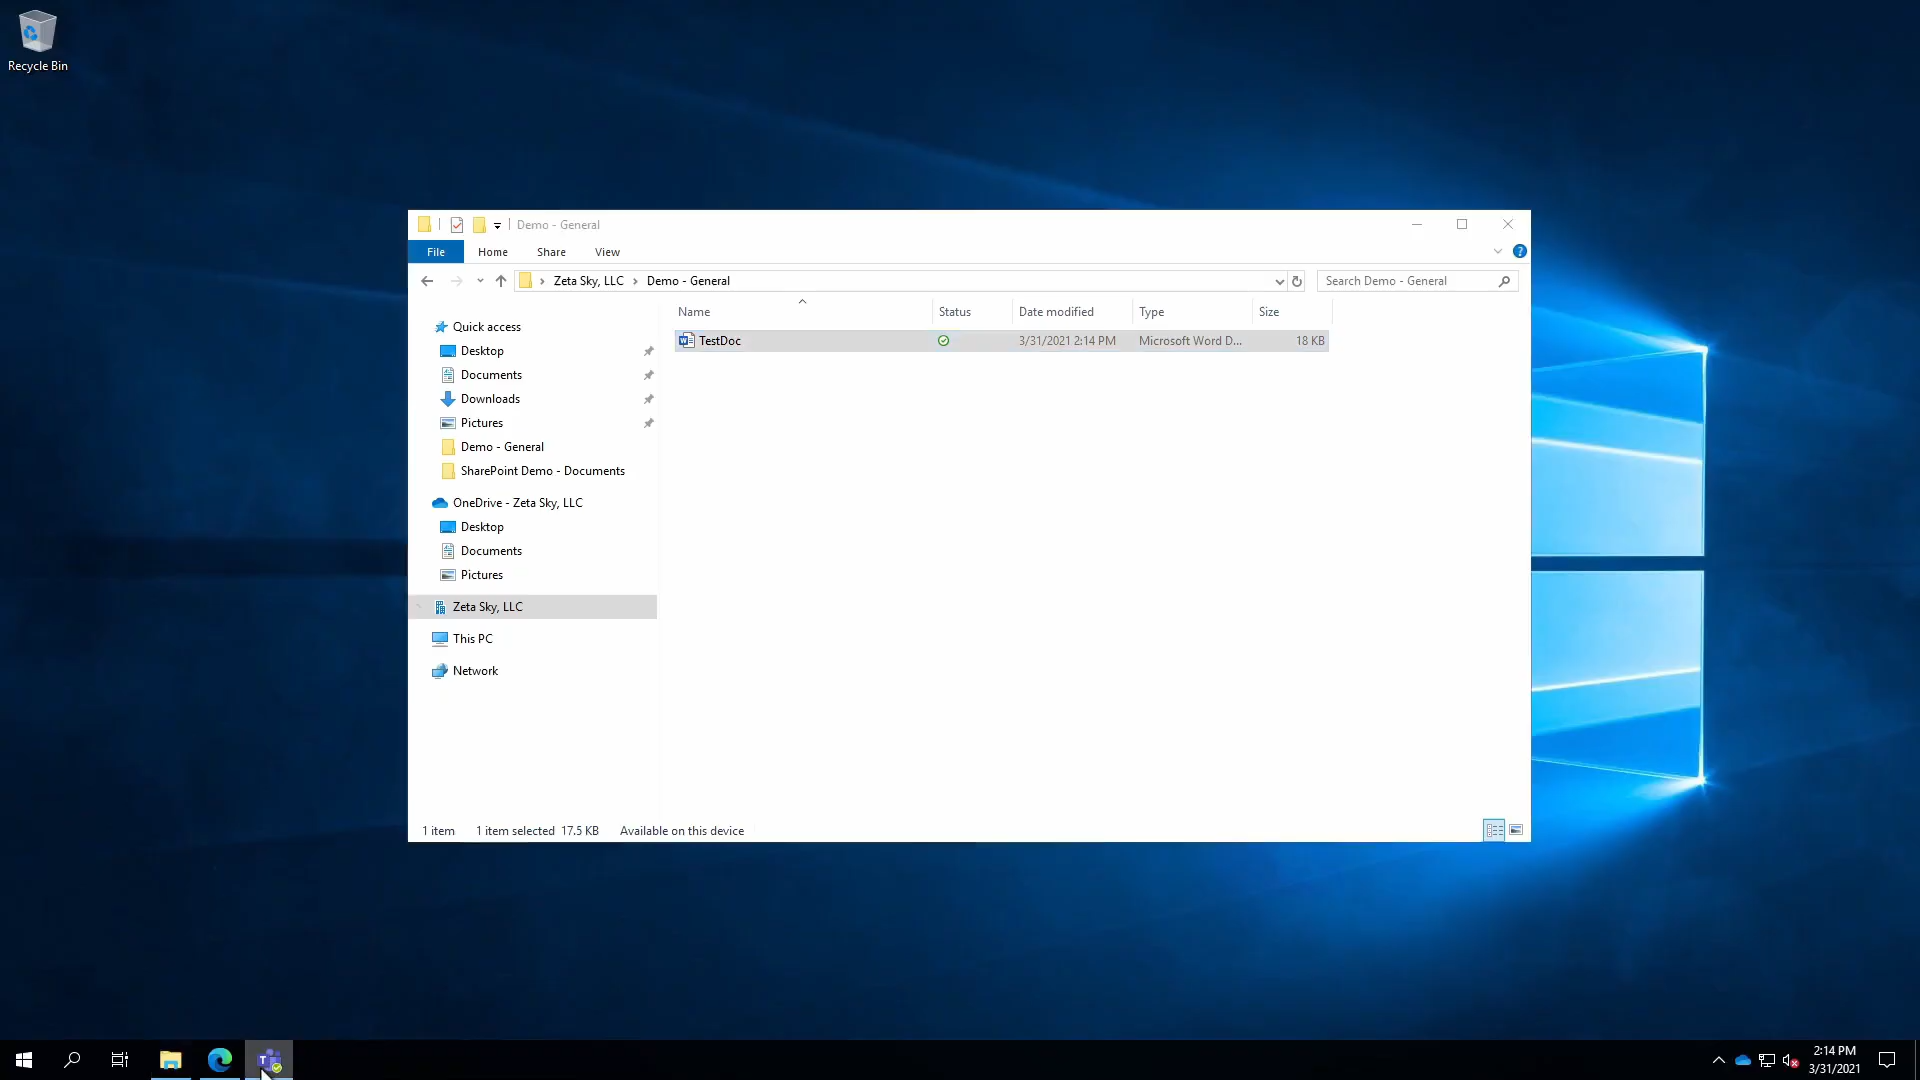 Recycle Bin
Demo - General
File Home Share View
Zeta Sky, LLC Demo - General Search Demo - General
Name Status Date modified Type Size
TestDoc 3/31/2021 2:14 PM Microsoft Word D... 18 KB
Quick access
Desktop
Documents
Downloads
Pictures
Demo - General
SharePoint Demo - Documents
OneDrive - Zeta Sky, LLC
Desktop
Documents
Pictures
Zeta Sky, LLC
This PC
Network
1 item 1 item selected 17.5 KB Available on this device
2:14 PM
3/31/2021